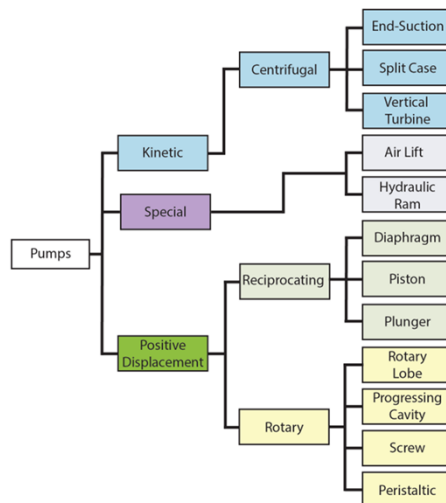 End-Suction
Centrifugal
Split Case
Vertical
Turbine
Kinetic
Air Lift
Special
Hydraulic
Ram
Pumps
Diaphragm
Reciprocating
Piston
Plunger
Positive
Displacement
Rotary
Lobe
Progressing
Cavity
Rotary
Screw
Peristaltic